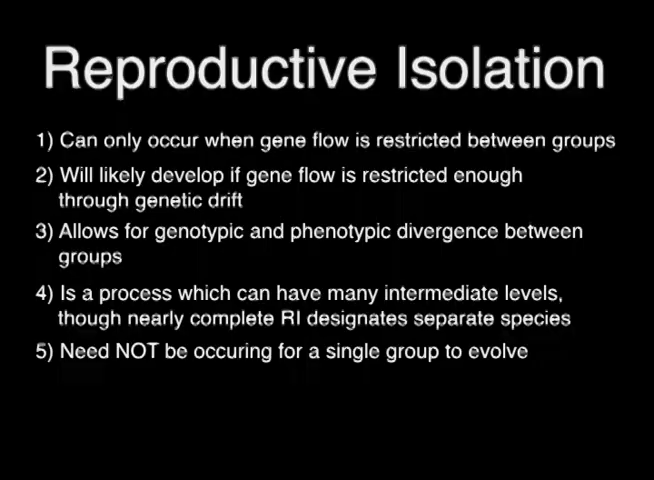 Reproductive Isolation
1) Can only occur when gene flow is restricted between groups
2) Will likely develop if gene flow is restricted enough
through genetic drift
3) Allows for genotypic and phenotypic divergence between
groups
4) Is a process which can have many intermediate levels,
though nearly complete RI designates separate species
5) Need NOT be occuring for a single group to evolve